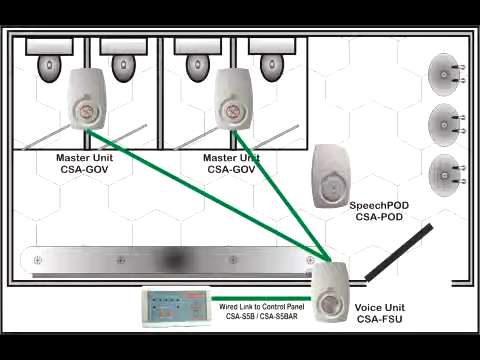 Master Unit
CSA-GOV
Master Unit
CSA-GOV
SpeechPOD
CSA-POD
Wired Link to Control Panel
CSA-S5B / CSA-S5BAR
Voice Unit
CSA-FSU